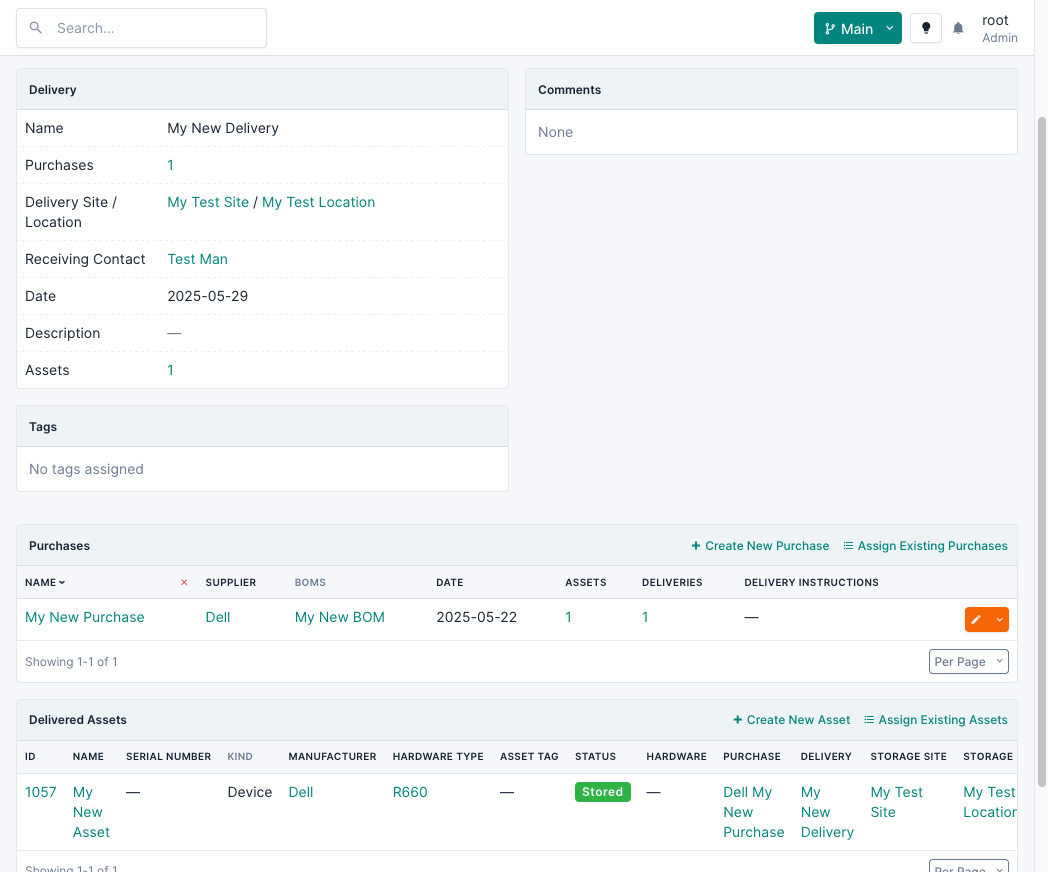 Search...
Main
root
Admin
Delivery
Name My New Delivery
Purchases 1
Delivery Site / Location My Test Site / My Test Location
Receiving Contact Test Man
Date 2025-05-29
Description —
Assets 1
Comments
None
Tags
No tags assigned
Purchases + Create New Purchase Assign Existing Purchases
NAME SUPPLIER BOMS DATE ASSETS DELIVERIES DELIVERY INSTRUCTIONS
My New Purchase Dell My New BOM 2025-05-22 1 1 —
Showing 1-1 of 1 Per Page
Delivered Assets + Create New Asset Assign Existing Assets
ID NAME SERIAL NUMBER KIND MANUFACTURER HARDWARE TYPE ASSET TAG STATUS HARDWARE PURCHASE DELIVERY STORAGE SITE STORAGE
1057 My New Asset — Device Dell R660 — Stored — Dell My New Purchase My New Delivery My Test Site My Test Location
Showing 1-1 of 1 Per Page